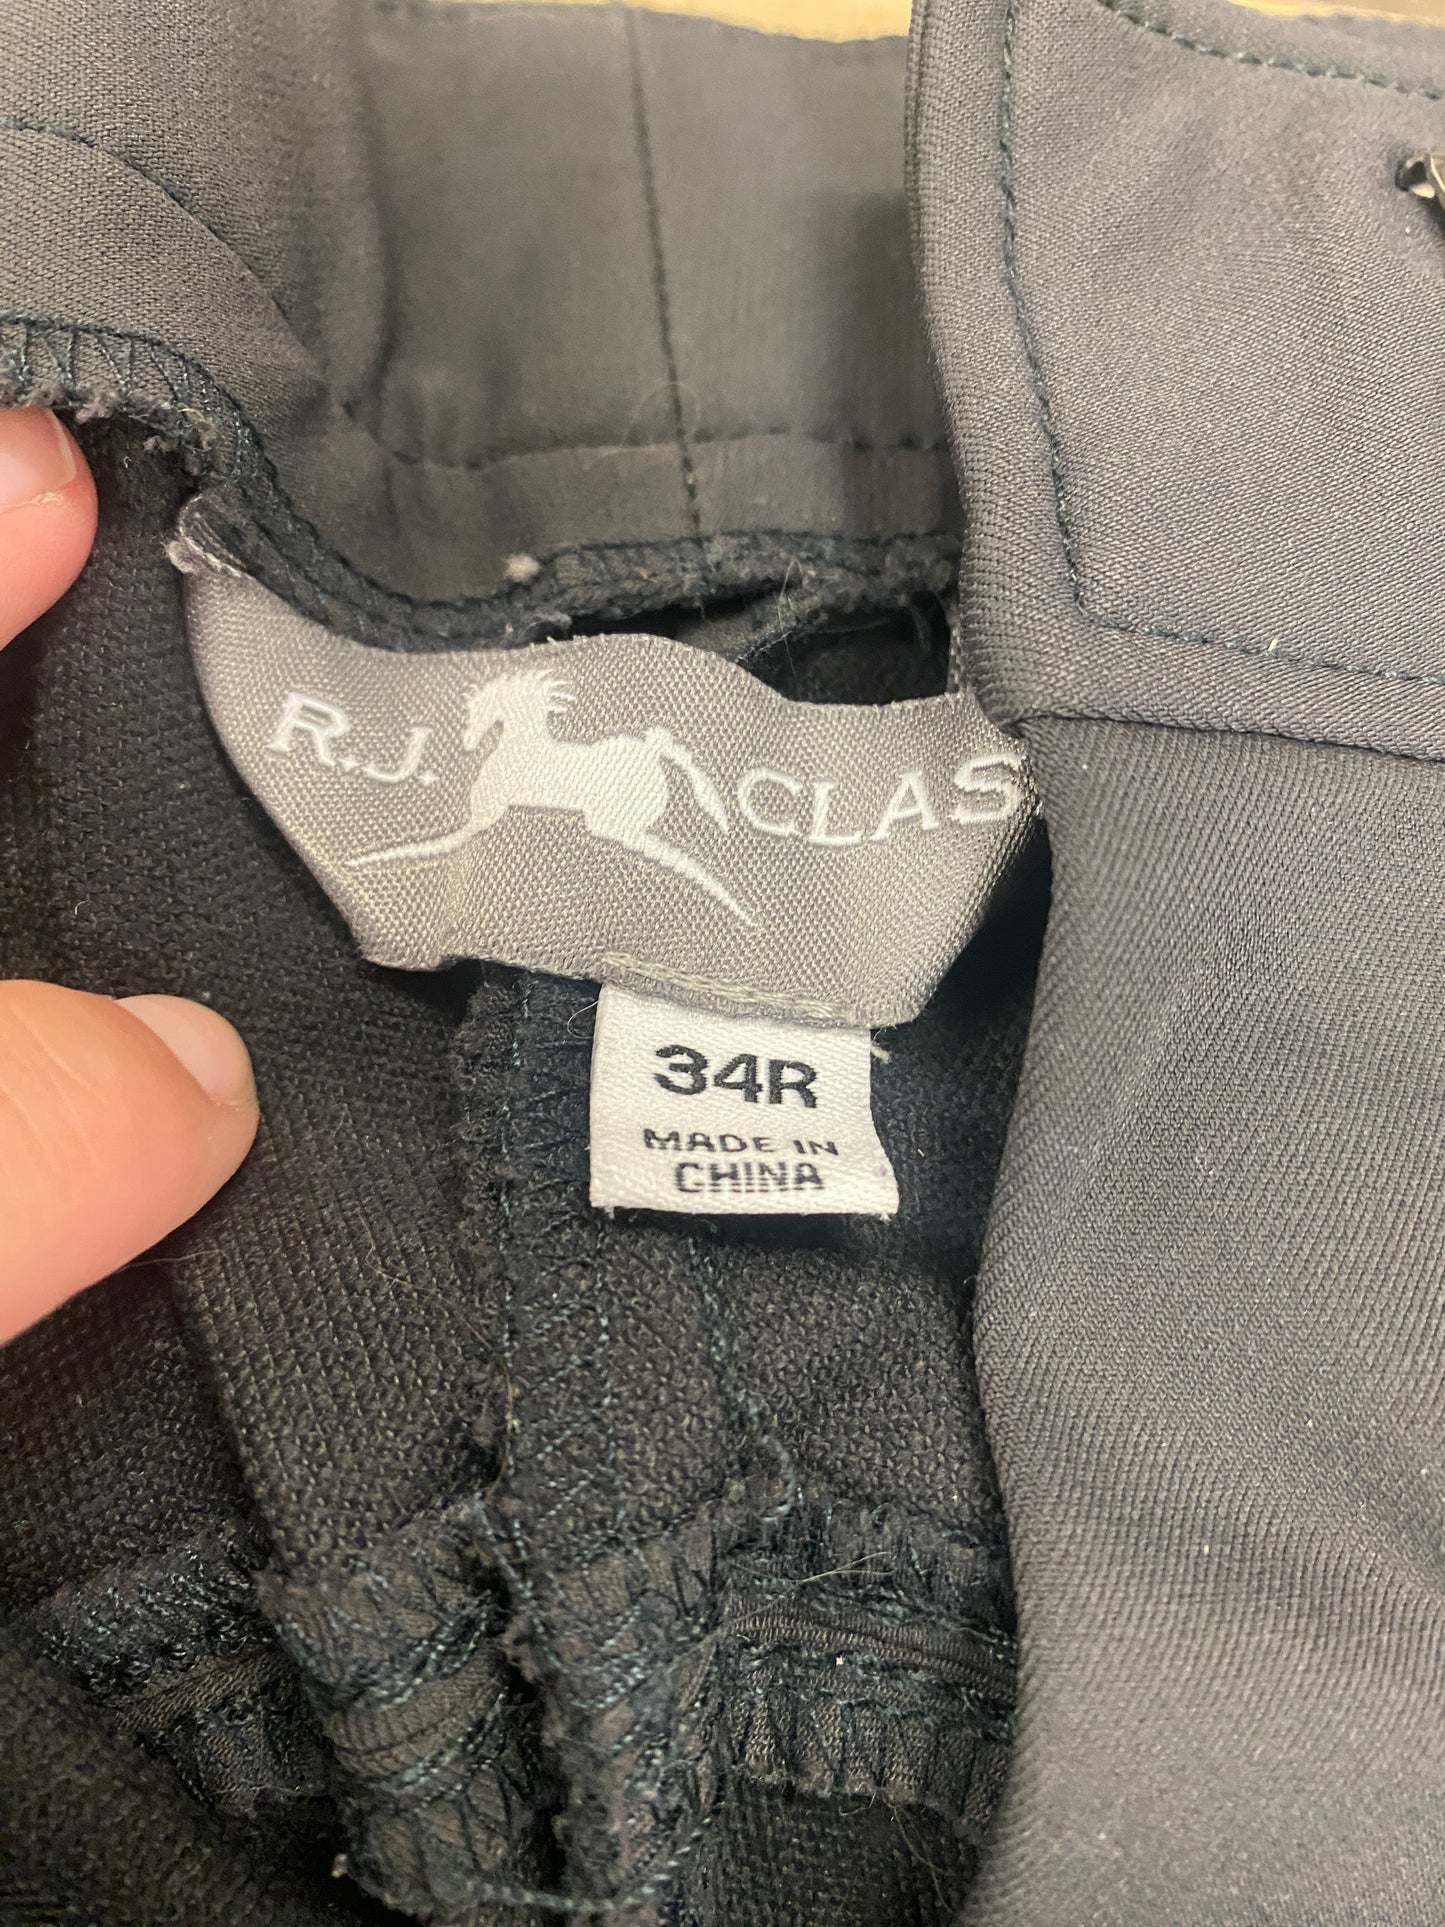 R.J. CLAS
34R
MADE IN
CHINA